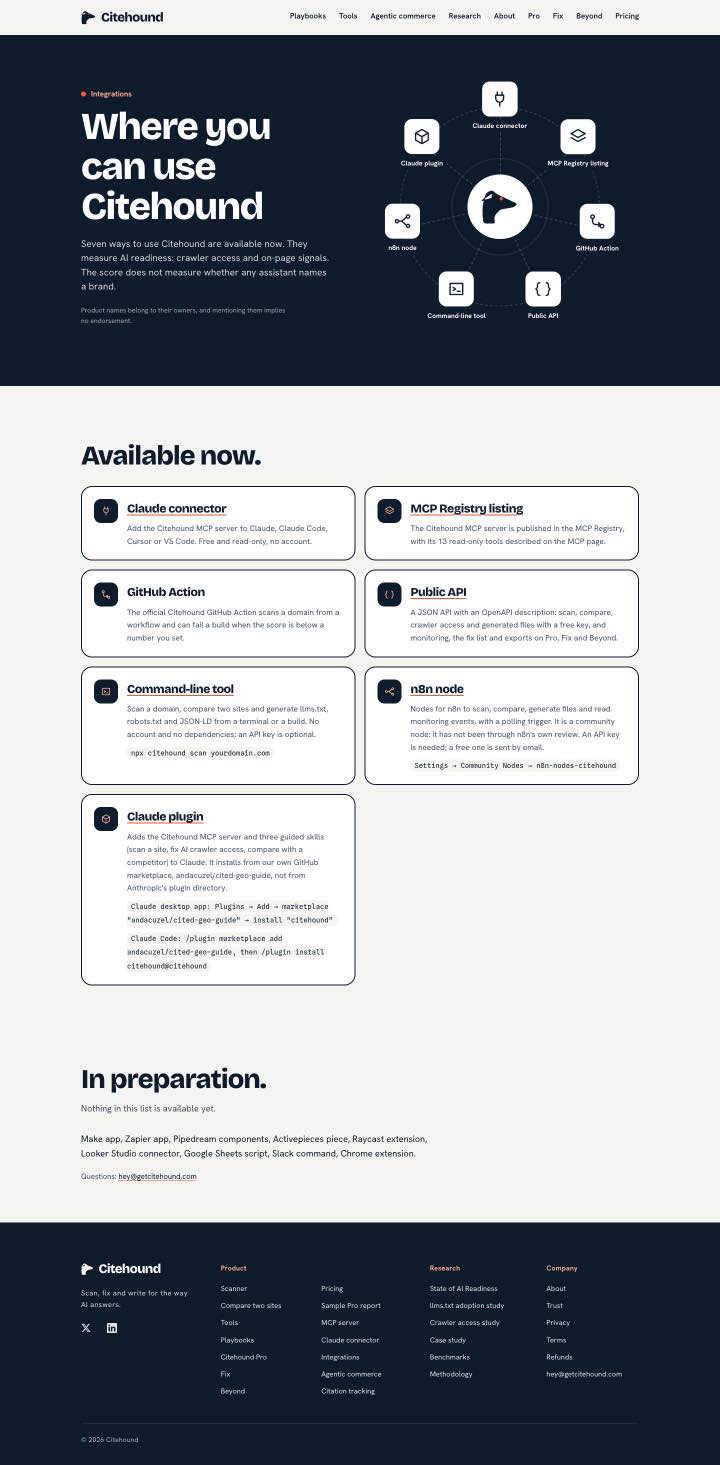 Citehound
Playbooks
Tools
Agentic commerce
Research
About
Pro
Fix
Beyond
Pricing
Integrations
Where you
can use
Citehound
Seven ways to use Citehound are available now. They
measure AI readiness: crawler access and on-page signals.
The score does not measure whether any assistant names
a brand.
Product names belong to their owners, and mentioning them implies
no endorsement.
Claude connector
Claude plugin
MCP Registry listing
n8n node
GitHub Action
Command-line tool
Public API
Available now.
Claude connector
Add the Citehound MCP server to Claude, Claude Code,
Cursor or VS Code. Free and read-only, no account.
MCP Registry listing
The Citehound MCP server is published in the MCP Registry,
with its 13 read-only tools described on the MCP page.
GitHub Action
The official Citehound GitHub Action scans a domain from a
workflow and can fail a build when the score is below a
number you set.
Public API
A JSON API with an OpenAPI description: scan, compare,
crawler access and generated files with a free key, and
monitoring, the fix list and exports on Pro, Fix and Beyond.
Command-line tool
Scan a domain, compare two sites and generate llms.txt,
robots.txt and JSON-LD from a terminal or a build. No
account and no dependencies; an API key is optional.
npx citehound scan yourdomain.com
n8n node
Nodes for n8n to scan, compare, generate files and read
monitoring events, with a polling trigger. It is a community
node: it has not been through n8n's own review. An API key
is needed; a free one is sent by email.
Settings → Community Nodes → n8n-nodes-citehound
Claude plugin
Adds the Citehound MCP server and three guided skills
(scan a site, fix AI crawler access, compare with a
competitor) to Claude. It installs from our own GitHub
marketplace, andacuzel/cited-geo-guide, not from
Anthropic's plugin directory.
Claude desktop app: Plugins → Add → marketplace
"andacuzel/cited-geo-guide" → install "citehound"
Claude Code: /plugin marketplace add
andacuzel/cited-geo-guide, then /plugin install
citehound@citehound
In preparation.
Nothing in this list is available yet.
Make app, Zapier app, Pipedream components, Activepieces piece, Raycast extension,
Looker Studio connector, Google Sheets script, Slack command, Chrome extension.
Questions: hey@getcitehound.com
Citehound
Scan, fix and write for the way
AI answers.
Product
Scanner
Compare two sites
Tools
Playbooks
Citehound Pro
Fix
Beyond
Pricing
Sample Pro report
MCP server
Claude connector
Integrations
Agentic commerce
Citation tracking
Research
State of AI Readiness
llms.txt adoption study
Crawler access study
Case study
Benchmarks
Methodology
Company
About
Trust
Privacy
Terms
Refunds
hey@getcitehound.com
© 2026 Citehound